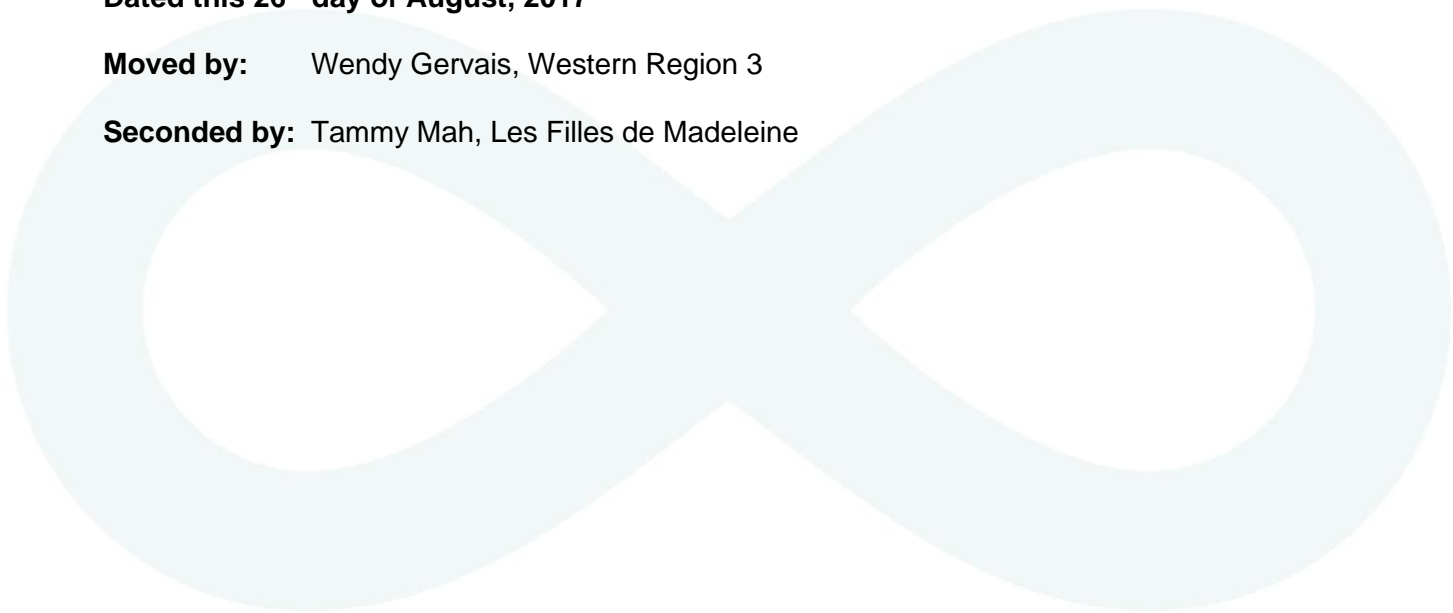 Dated this 26 day of August, 2017
Moved by: Wendy Gervais, Western Region 3
Seconded by: Tammy Mah, Les Filles de Madeleine